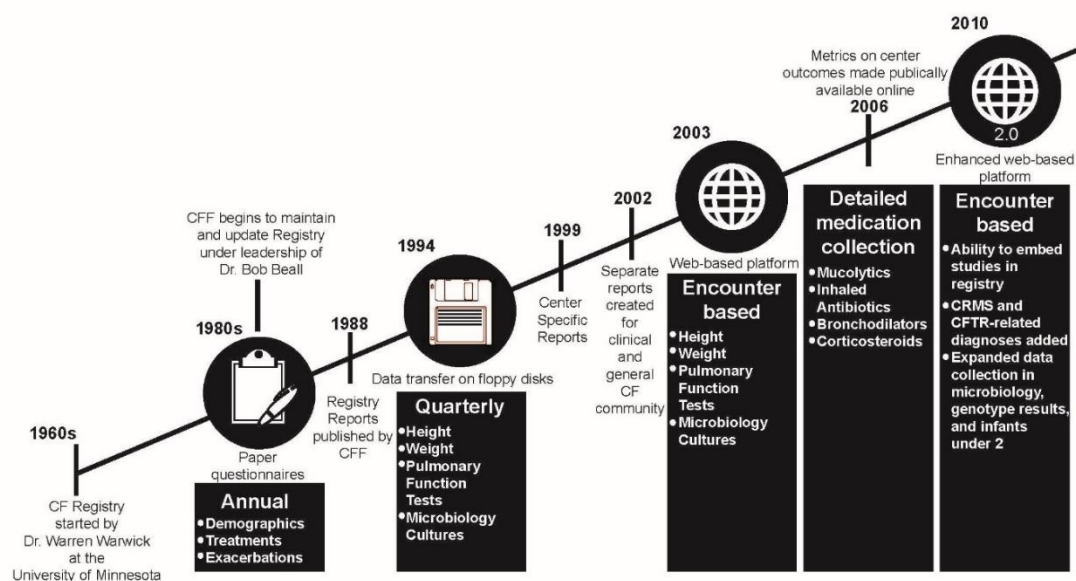 1960s
CF Registry
started by
Dr. Warren Warwick
at the
University of Minnesota
CFF begins to maintain
and update Registry
under leadership of
Dr. Bob Beall
1980s
Paper
questionnaires
Annual
Demographics
Treatments
Exacerbations
1988
Registry
Reports
published by
CFF
1994
Data transfer on floppy disks
Quarterly
Height
Weight
Pulmonary
Function
Tests
Microbiology
Cultures
1999
Center
Specific
Reports
2002
Separate
reports
created
for
clinical
and
general
CF
community
2003
Web-based platform
Encounter
based
Height
Weight
Pulmonary
Function
Tests
Microbiology
Cultures
Metrics on center
outcomes made publically
available online
2006
Detailed
medication
collection
Mucolytics
Inhaled
Antibiotics
Bronchodilators
Corticosteroids
2010
2.0
Enhanced web-based
platform
Encounter
based
Ability to embed
studies in
registry
CRMS and
CFTR-related
diagnoses added
Expanded data
collection in
microbiology,
genotype results,
and infants
under 2